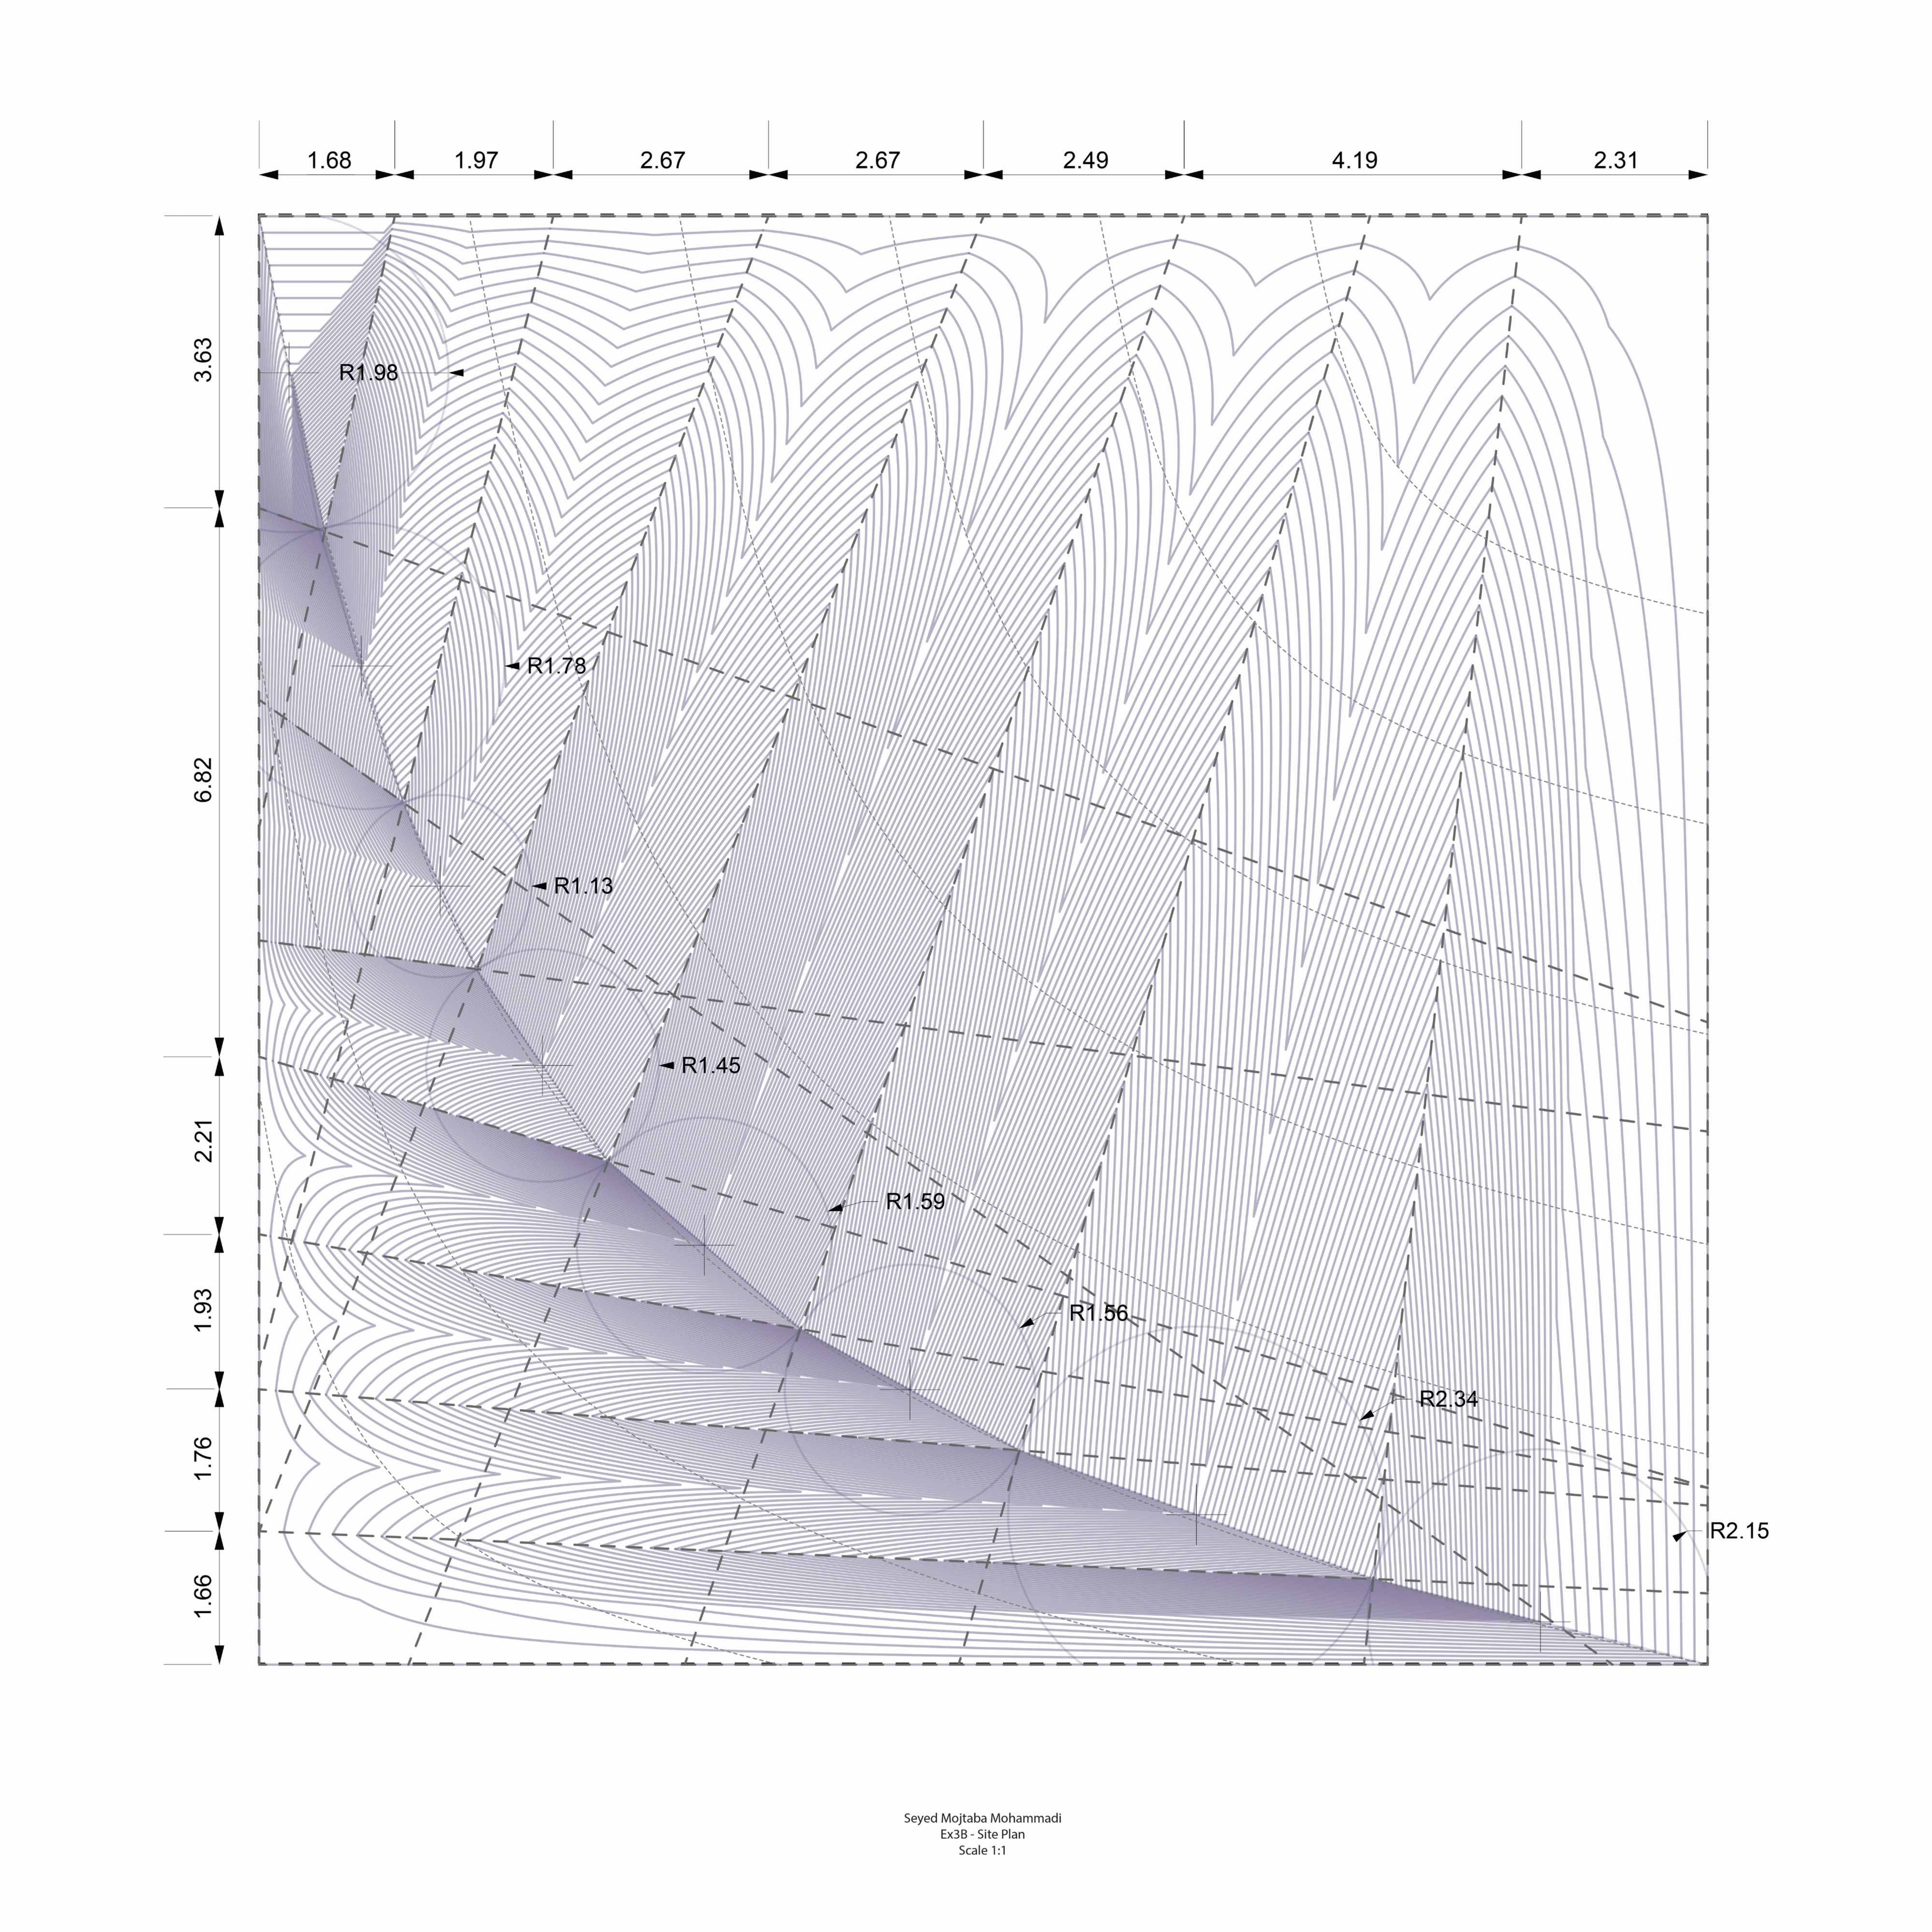 1.68 1.97 2.67 2.67 2.49 4.19 2.31
3.63
R1.98
R1.78
6.82
R1.13
R1.45
2.21
R1.59
1.93
R1.56
R2.34
1.76
R2.15
1.66
Seyed Mojtaba Mohammadi
Ex3B - Site Plan
Scale 1:1